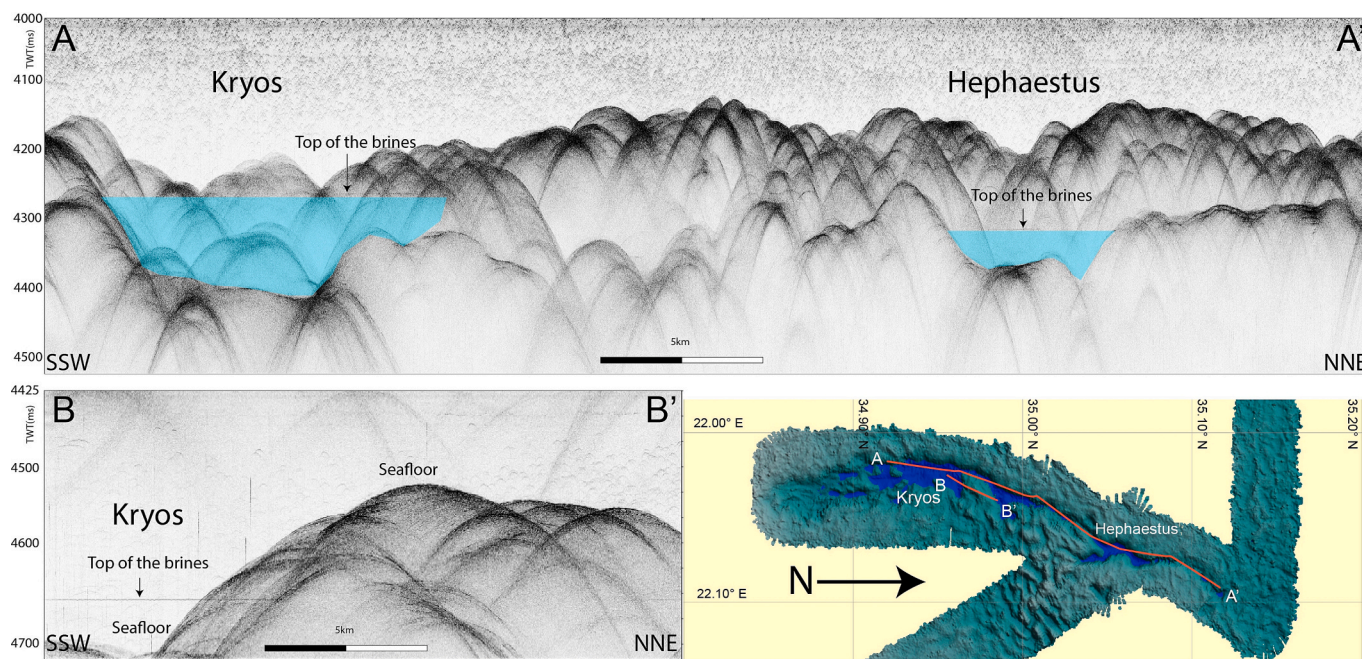 A
A'
4000
TWT(ms)
4100
4200
4300
4400
4500
Kryos
Hephaestus
Top of the brines
Top of the brines
5km
SSW
NNE
B
B'
4425
TWT(ms)
4500
4600
4700
Seafloor
Kryos
Top of the brines
Seafloor
5km
SSW
NNE
34.90° N
35.00° N
35.10° N
35.20° N
22.00° E
A
B
Kryos
B'
Hephaestus
N
22.10° E
A'